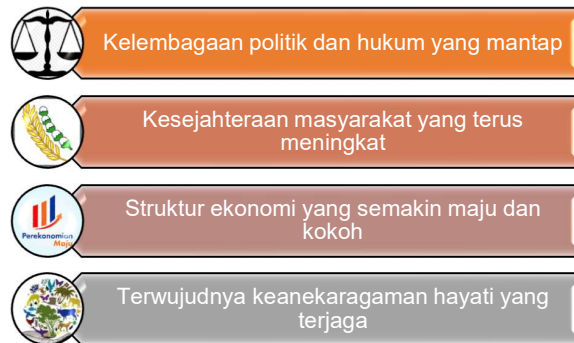 Kelembagaan politik dan hukum yang mantap
Kesejahteraan masyarakat yang terus
meningkat
Struktur ekonomi yang semakin maju dan
kokoh
Perekonomian
Maju
Terwujudnya keanekaragaman hayati yang
terjaga